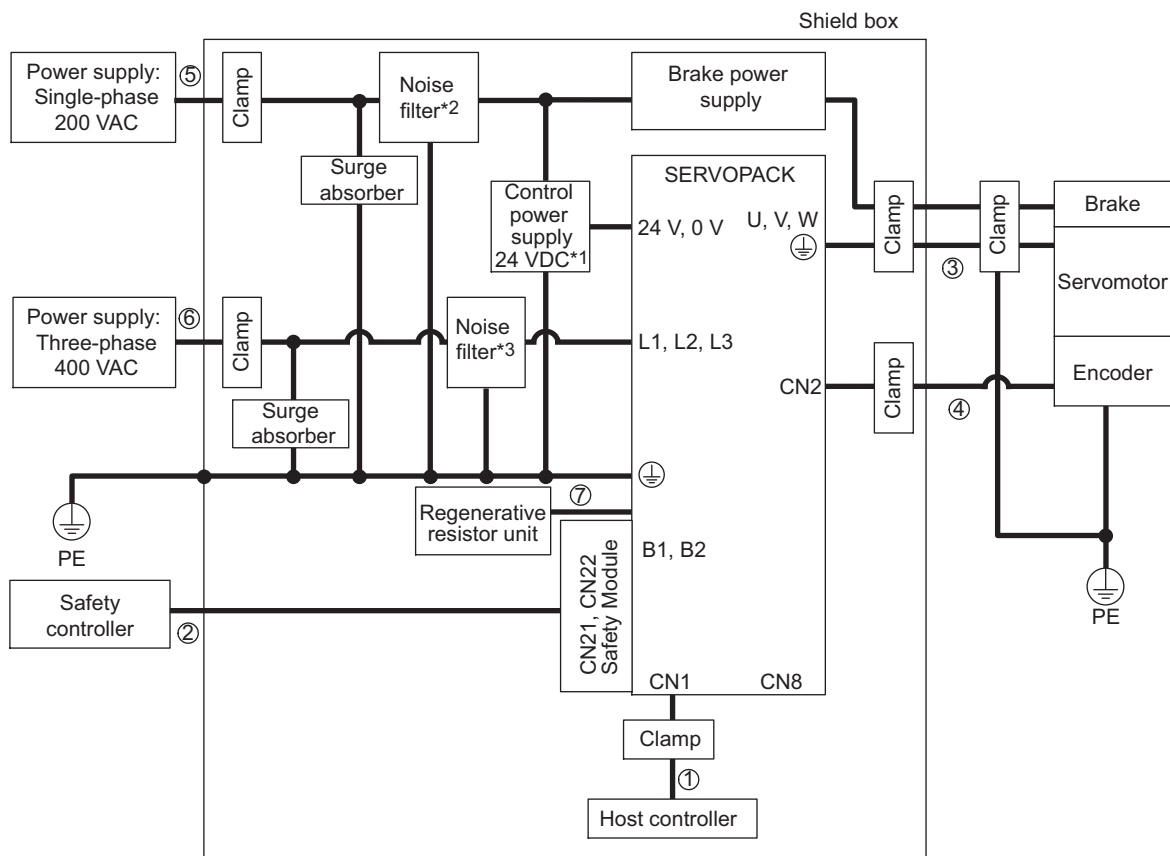 Shield box
Power supply:
Single-phase
200 VAC
⑤
Clamp
Noise
filter*2
Brake power
supply
Surge
absorber
Control
power
supply
24 VDC*1
SERVOPACK
24 V, 0 V
U, V, W
Clamp
③
Clamp
Brake
Servomotor
Encoder
Power supply:
Three-phase
400 VAC
⑥
Clamp
Noise
filter*3
L1, L2, L3
CN2
Clamp
④
Surge
absorber
PE
Regenerative
resistor unit
⑦
B1, B2
PE
Safety
controller
②
CN21, CN22
Safety Module
CN1
CN8
Clamp
①
Host controller